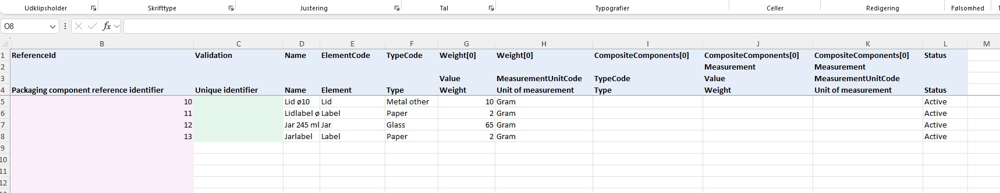 Udklipsholder Skrifttype Justering Tal Typografier Celler Redigering Følsomhed
O8 fx
B C D E F G H I J K L M
1 ReferenceId Validation Name ElementCode TypeCode Weight[0] Weight[0] CompositeComponents[0] CompositeComponents[0] CompositeComponents[0] Status
2 Measurement Measurement
3 Value MeasurementUnitCode TypeCode Value MeasurementUnitCode
4 Packaging component reference identifier Unique identifier Name Element Type Weight Unit of measurement Type Weight Unit of measurement Status
5 10 Lid ø10 Lid Metal other 10 Gram Active
6 11 Lidlabel ø Label Paper 2 Gram Active
7 12 Jar 245 ml Jar Glass 65 Gram Active
8 13 Jarlabel Label Paper 2 Gram Active
9
10
11
12